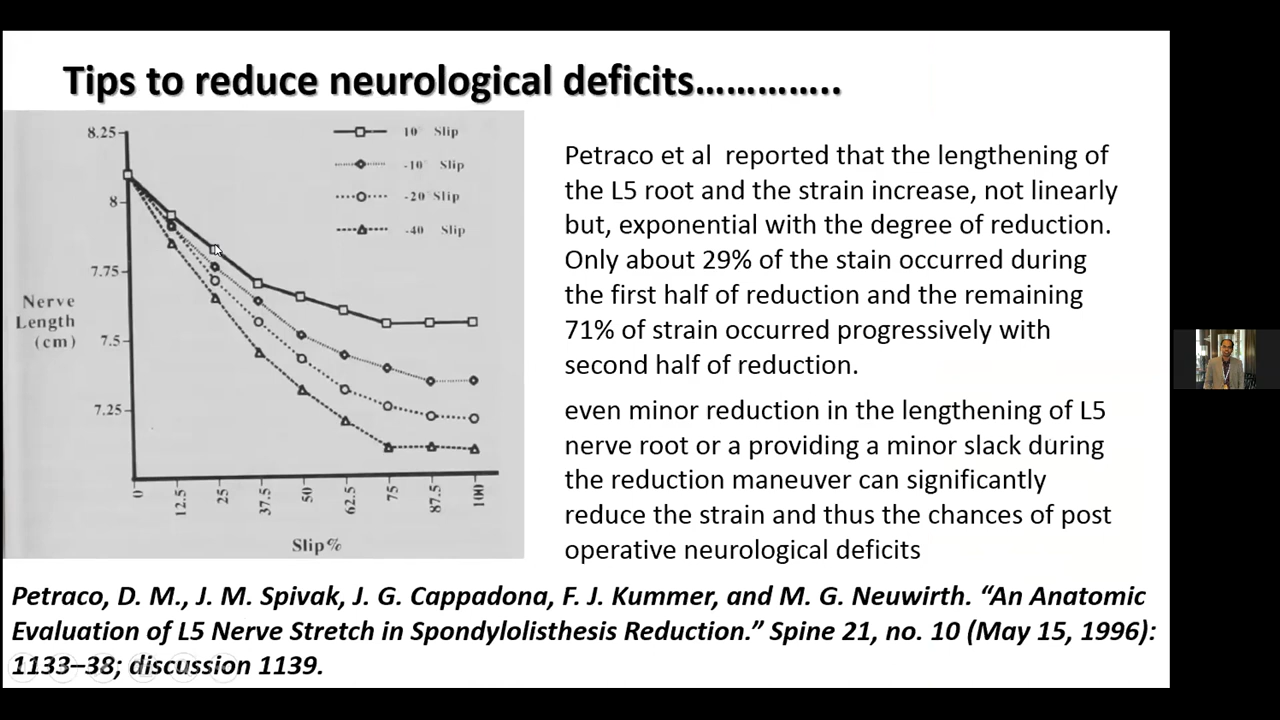 Tips to reduce neurological deficits…………..
8.25
8
7.75
7.5
7.25
Nerve
Length
(cm)
10° Slip
-10° Slip
-20 Slip
-40 Slip
0
12.5
25
37.5
50
62.5
75
87.5
100
Slip%
Petraco et al reported that the lengthening of
the L5 root and the strain increase, not linearly
but, exponential with the degree of reduction.
Only about 29% of the stain occurred during
the first half of reduction and the remaining
71% of strain occurred progressively with
second half of reduction.
even minor reduction in the lengthening of L5
nerve root or a providing a minor slack during
the reduction maneuver can significantly
reduce the strain and thus the chances of post
operative neurological deficits
Petraco, D. M., J. M. Spivak, J. G. Cappadona, F. J. Kummer, and M. G. Neuwirth. “An Anatomic
Evaluation of L5 Nerve Stretch in Spondylolisthesis Reduction.” Spine 21, no. 10 (May 15, 1996):
1133–38; discussion 1139.